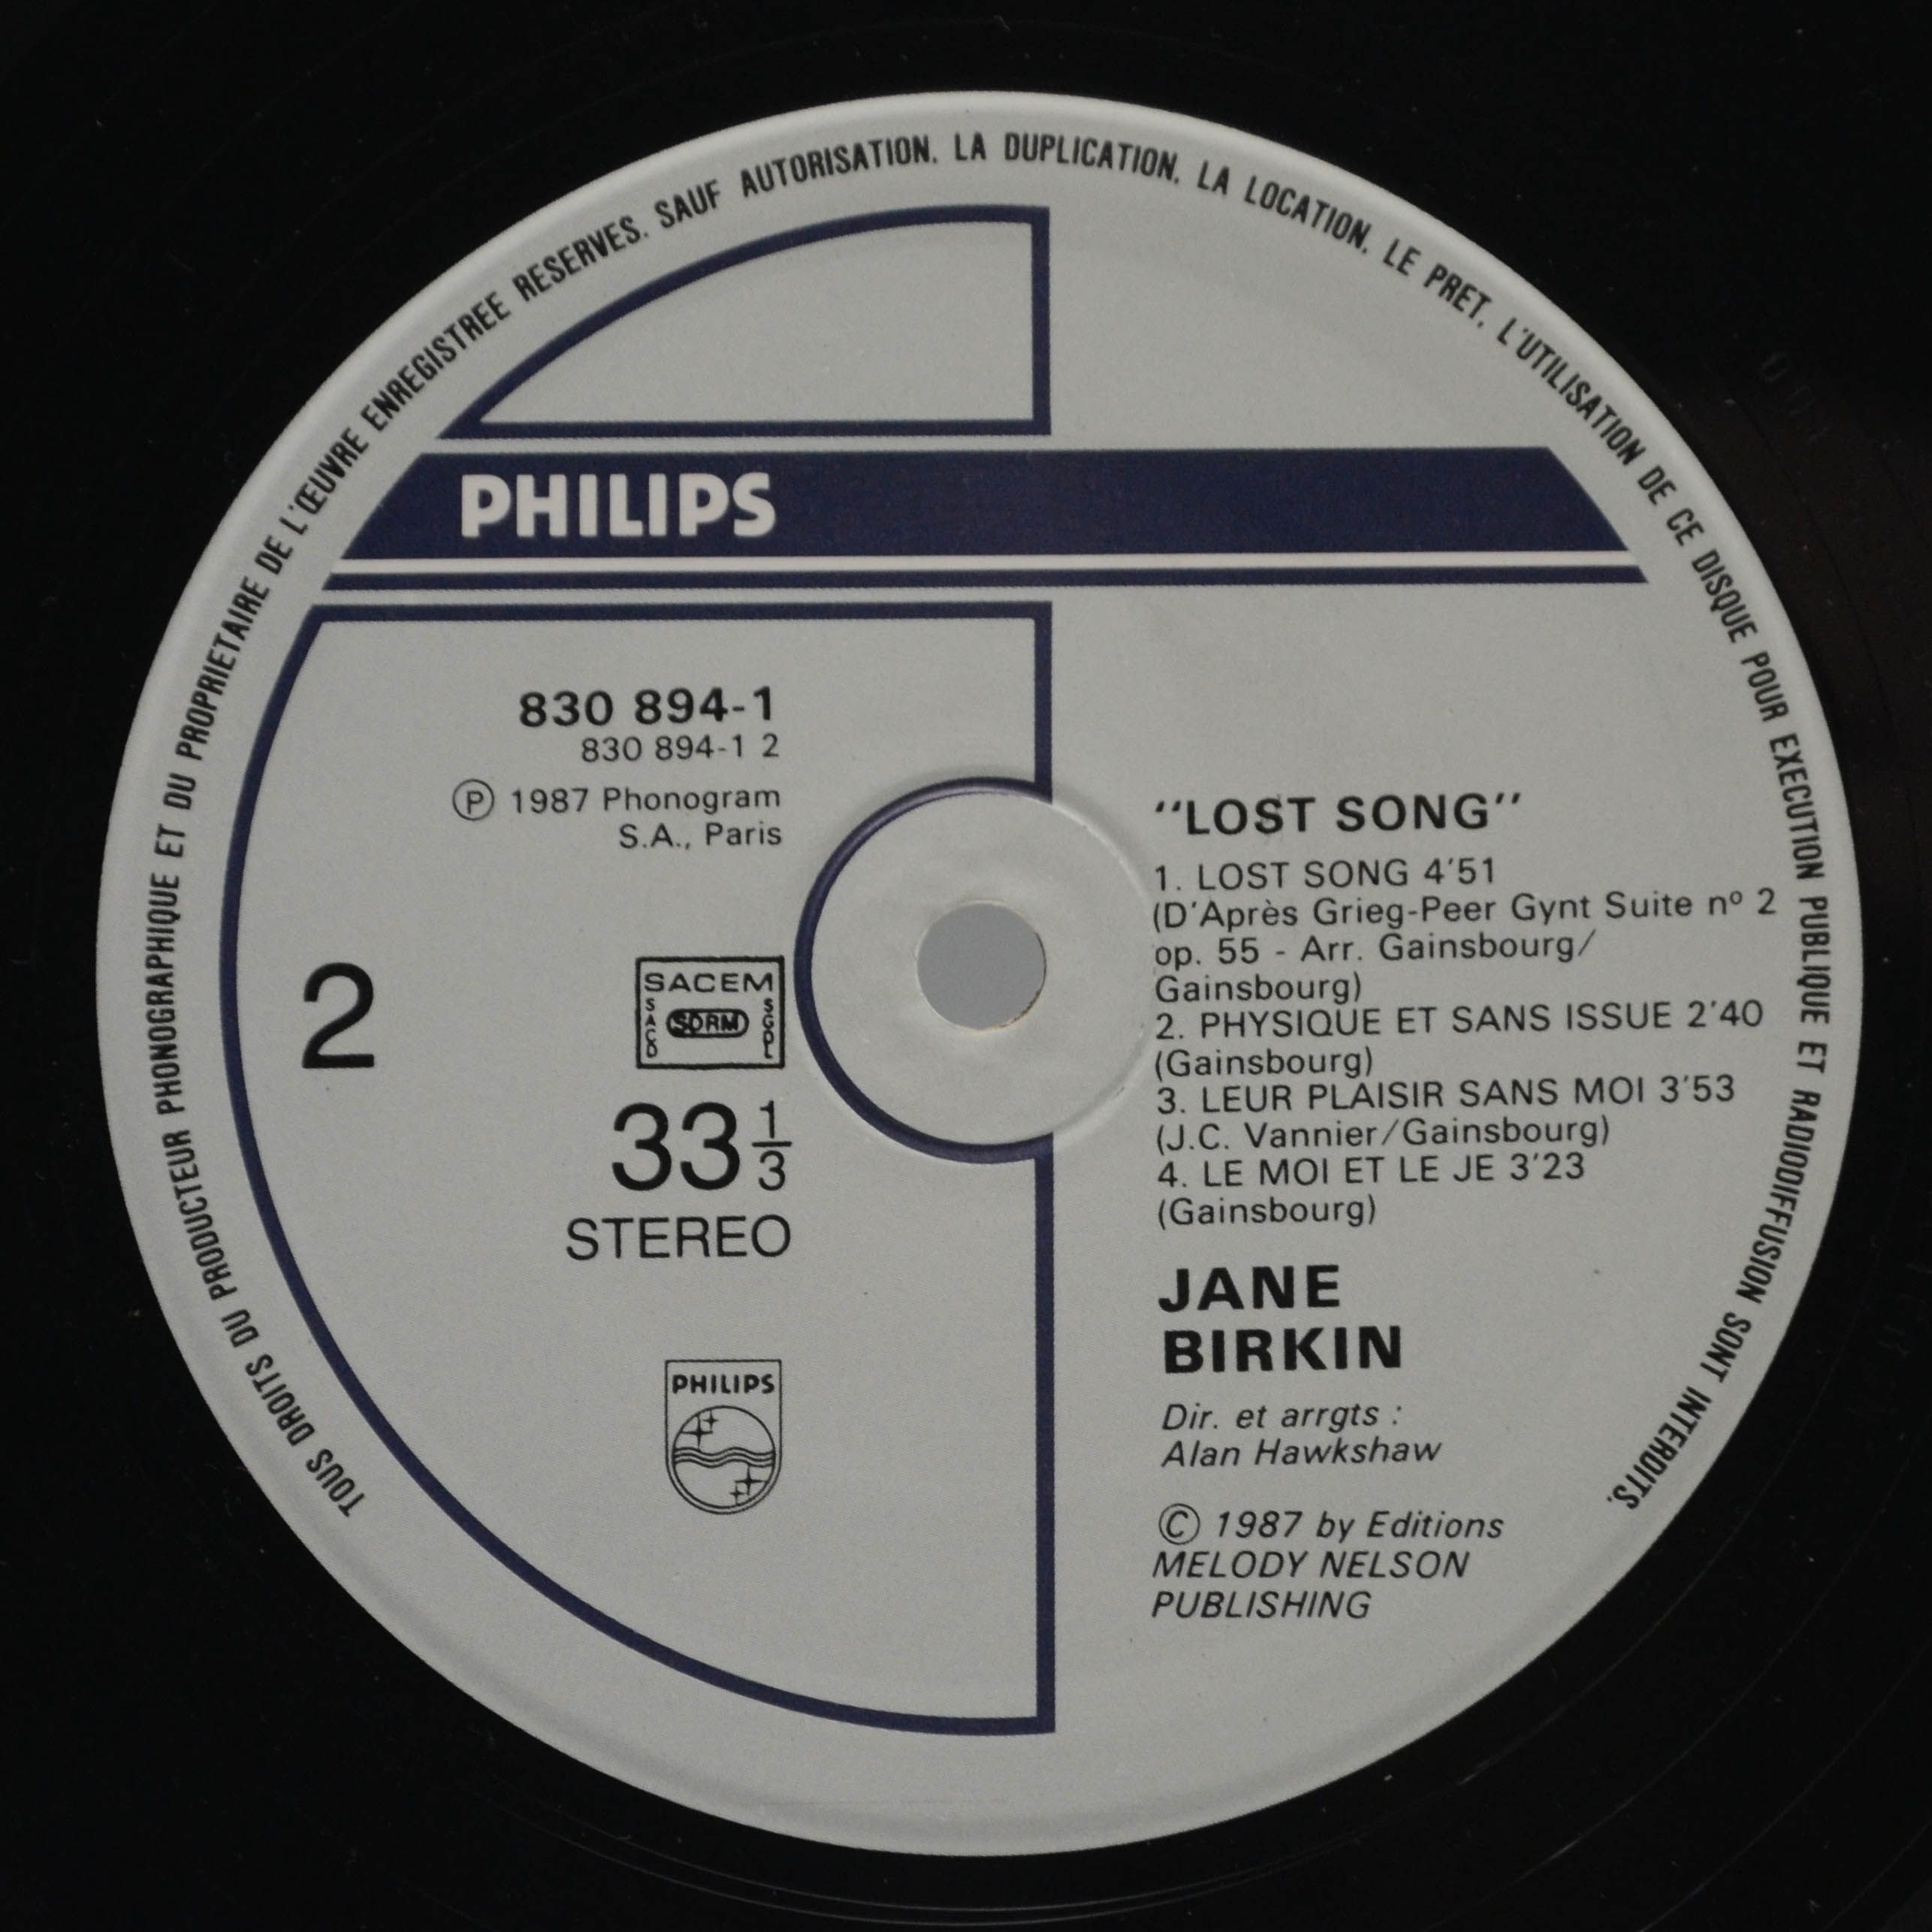 TOUS DROITS DU PRODUCTEUR PHONOGRAPHIQUE ET DU PROPRIETAIRE DE L'ŒUVRE ENREGISTREE RESERVES. SAUF AUTORISATION. LA DUPLICATION. LA LOCATION. LE PRET. L'UTILISATION DE CE DISQUE POUR EXECUTION PUBLIQUE ET RADIODIFFUSION SONT INTERDITS.
PHILIPS
830 894-1
830 894-1 2
Ⓟ 1987 Phonogram
S.A., Paris
2
SACEM
SACD
SDRM
SGDL
33 1/3
STEREO
PHILIPS
"LOST SONG"
1. LOST SONG 4'51
(D'Après Grieg-Peer Gynt Suite nº 2
op. 55 - Arr. Gainsbourg/
Gainsbourg)
2. PHYSIQUE ET SANS ISSUE 2'40
(Gainsbourg)
3. LEUR PLAISIR SANS MOI 3'53
(J.C. Vannier/Gainsbourg)
4. LE MOI ET LE JE 3'23
(Gainsbourg)
JANE
BIRKIN
Dir. et arrgts :
Alan Hawkshaw
© 1987 by Editions
MELODY NELSON
PUBLISHING